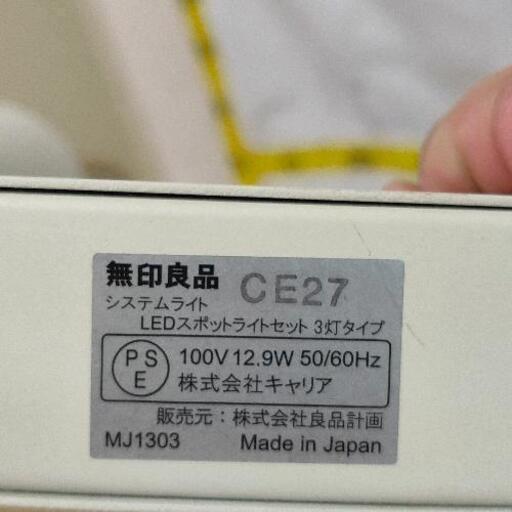 無印良品 CE27
システムライト
LEDスポットライトセット 3灯タイプ
PSE 100V 12.9W 50/60Hz
株式会社キャリア
販売元：株式会社良品計画
MJ1303 Made in Japan